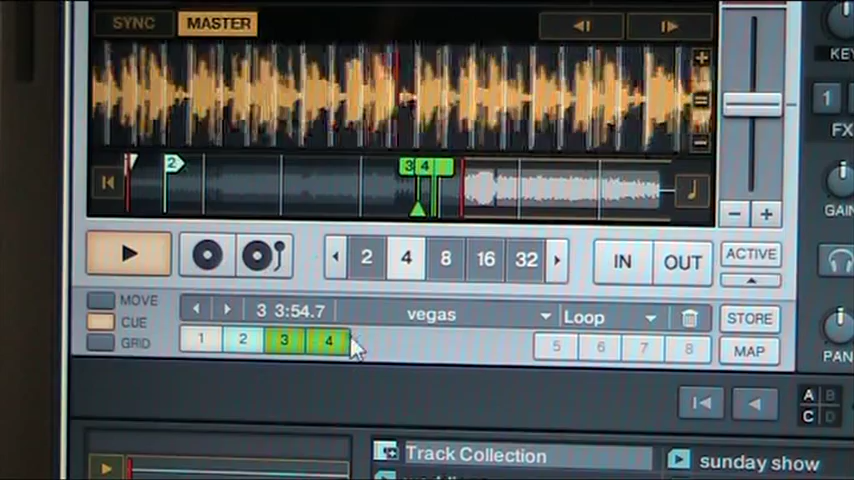 SYNC MASTER
KEY
1
FX
2 3 4
GAIN
2 4 8 16 32 IN OUT ACTIVE
MOVE
CUE
GRID
3 3:54.7 vegas Loop STORE
1 2 3 4 5 6 7 8 MAP
PAN
A B
C D
Track Collection sunday show